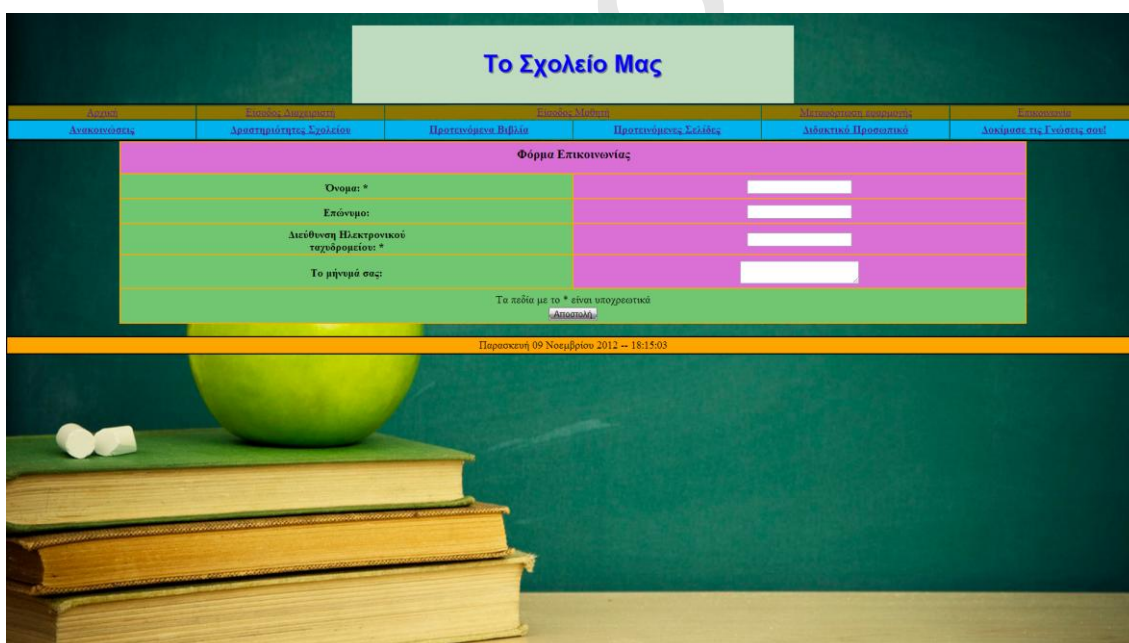 Το Σχολείο Μας
Αρχική Είσοδος Διαχειριστή Είσοδος Μαθητή Μεταφόρτωση εφαρμογής Επικοινωνία
Ανακοινώσεις Δραστηριότητες Σχολείου Προτεινόμενα Βιβλία Προτεινόμενες Σελίδες Διδακτικό Προσωπικό Δοκίμασε τις Γνώσεις σου!
Φόρμα Επικοινωνίας
Όνομα: *
Επώνυμο:
Διεύθυνση Ηλεκτρονικού
ταχυδρομείου: *
Το μήνυμά σας:
Τα πεδία με το * είναι υποχρεωτικά
Αποστολή
Παρασκευή 09 Νοεμβρίου 2012 -- 18:15:03